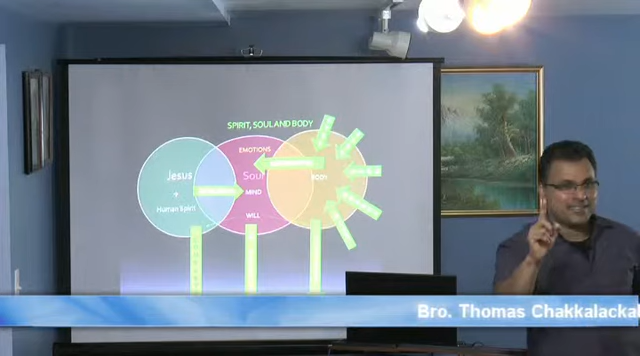 SPIRIT, SOUL AND BODY
EMOTIONS
Jesus
Soul
BODY
+
MIND
Human Spirit
WILL
Bro. Thomas Chakkalackal